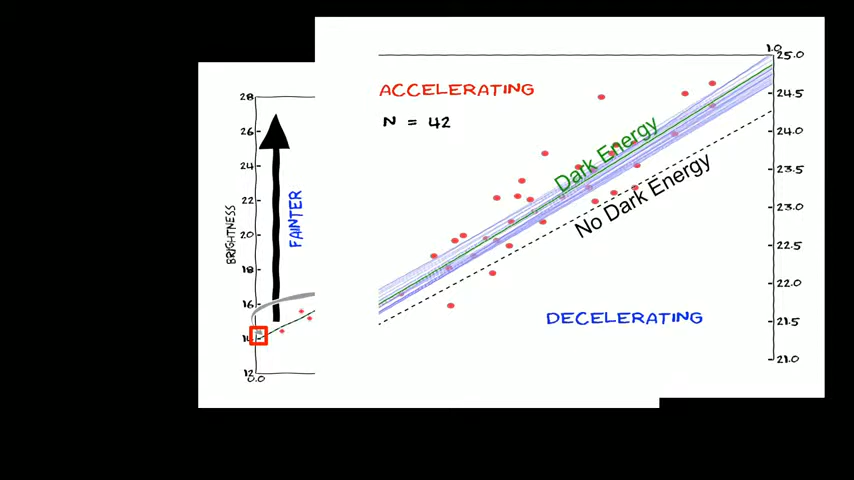 1.0
25.0
ACCELERATING
24.5
N = 42
24.0
Dark Energy
23.5
No Dark Energy
23.0
22.5
22.0
DECELERATING
21.5
21.0
28
26
24
22
20
18
16
14
12
0.0
BRIGHTNESS
FAINTER